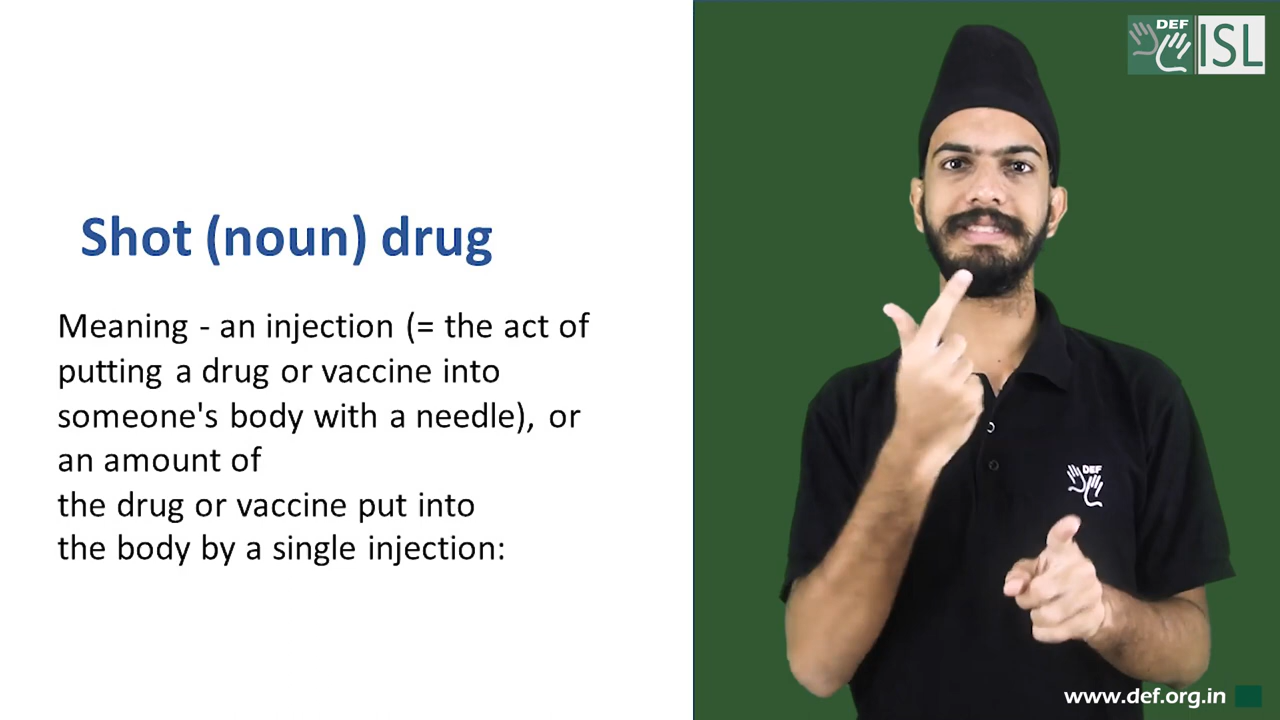 DEF
ISL
Shot (noun) drug
Meaning - an injection (= the act of
putting a drug or vaccine into
someone's body with a needle), or
an amount of
the drug or vaccine put into
the body by a single injection:
DEF
www.def.org.in